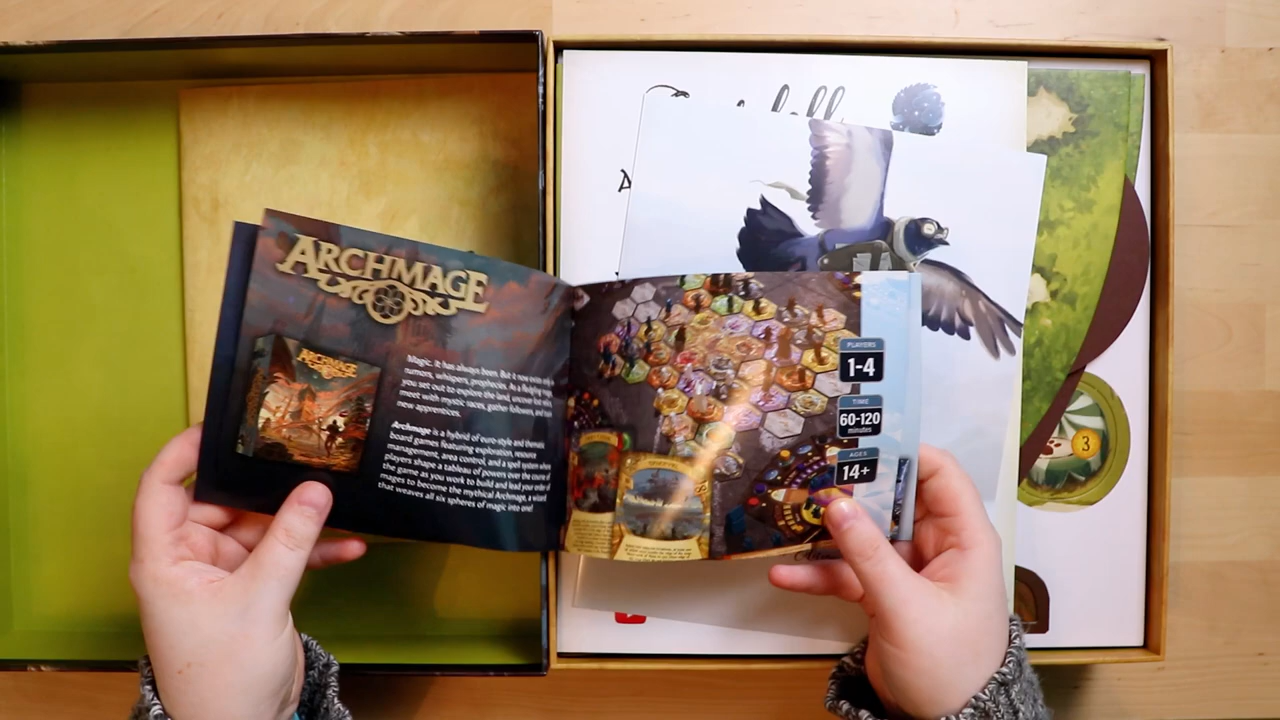 ARCHMAGE
ARCHMAGE
Magic. It has always been. But it now exists only
rumors, whispers, prophecies. As a fledgling mage,
you set out to explore the land, uncover lost
meet with mystic races, gather followers, and train
new apprentices.
Archmage is a hybrid of euro-style and thematic
board games featuring exploration, resource
management, area control, and a spell system where
players shape a tableau of powers over the course of
the game as you work to build and lead your order of
mages to become the mythical Archmage, a wizard
that weaves all six spheres of magic into one!
PLAYERS
1-4
TIME
60-120
minutes
AGES
14+
3